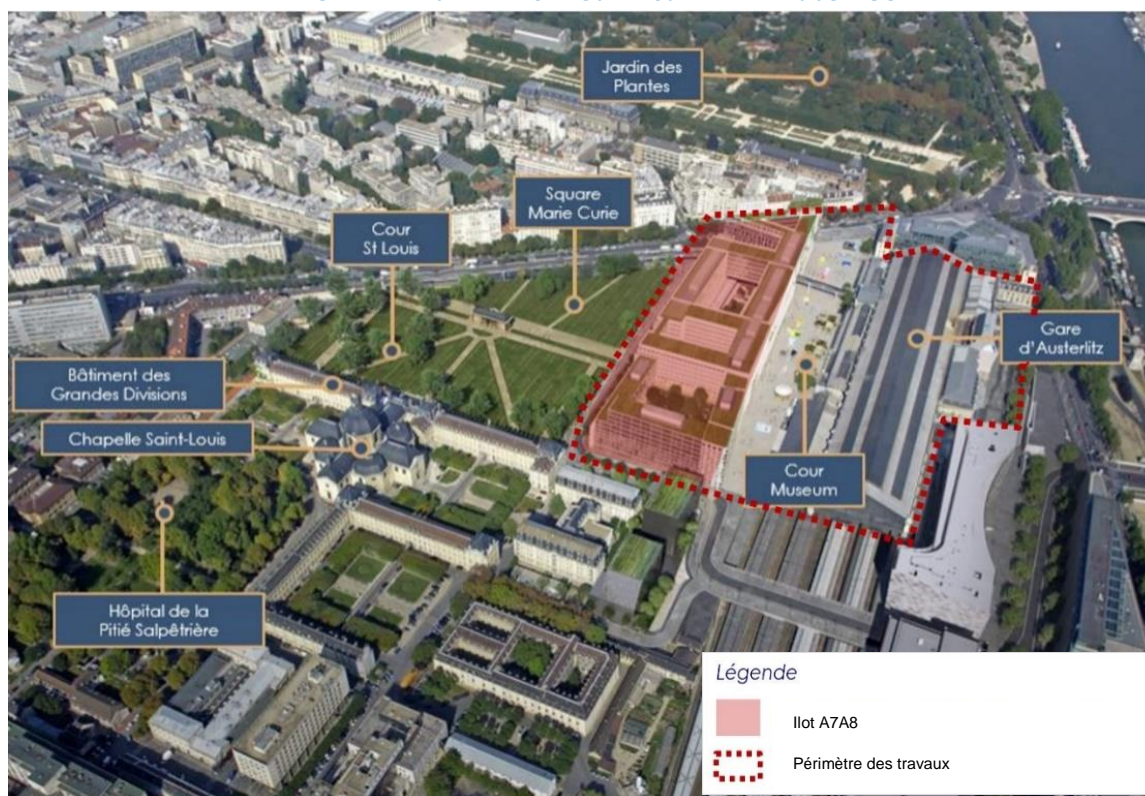 Jardin des
Plantes
Square
Marie Curie
Cour
St Louis
Gare
d'Austerlitz
Bâtiment des
Grandes Divisions
Chapelle Saint-Louis
Cour
Museum
Hôpital de la
Pitié Salpêtrière
Légende
Ilot A7A8
Périmètre des travaux